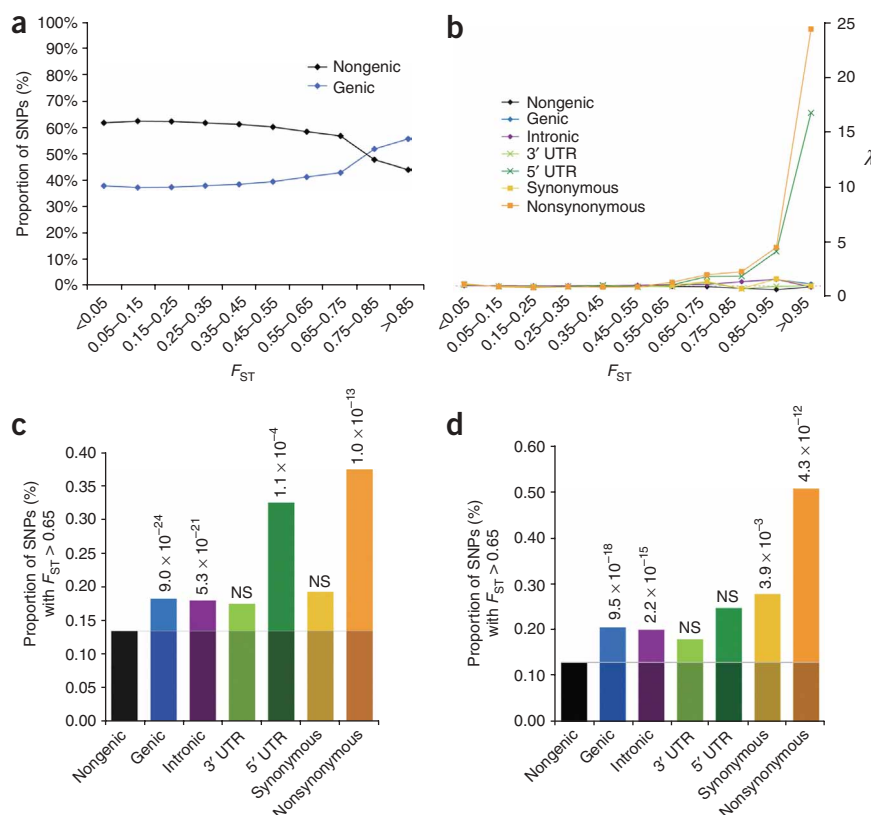 a
100%
90%
80%
70%
60%
50%
40%
30%
20%
10%
0%
Proportion of SNPs (%)
Nongenic
Genic
<0.05
0.05–0.15
0.15–0.25
0.25–0.35
0.35–0.45
0.45–0.55
0.55–0.65
0.65–0.75
0.75–0.85
>0.85
FST
b
Nongenic
Genic
Intronic
3′ UTR
5′ UTR
Synonymous
Nonsynonymous
25
20
15
10
5
0
λ
<0.05
0.05–0.15
0.15–0.25
0.25–0.35
0.35–0.45
0.45–0.55
0.55–0.65
0.65–0.75
0.75–0.85
0.85–0.95
>0.95
FST
c
0.40
0.35
0.30
0.25
0.20
0.15
0.10
0.05
0.00
Proportion of SNPs (%)
with FST > 0.65
9.0 × 10⁻²⁴
5.3 × 10⁻²¹
NS
1.1 × 10⁻⁴
NS
1.0 × 10⁻¹³
Nongenic
Genic
Intronic
3′ UTR
5′ UTR
Synonymous
Nonsynonymous
d
0.60
0.50
0.40
0.30
0.20
0.10
0.00
Proportion of SNPs (%)
with FST > 0.65
9.5 × 10⁻¹⁸
2.2 × 10⁻¹⁵
NS
NS
3.9 × 10⁻³
4.3 × 10⁻¹²
Nongenic
Genic
Intronic
3′ UTR
5′ UTR
Synonymous
Nonsynonymous